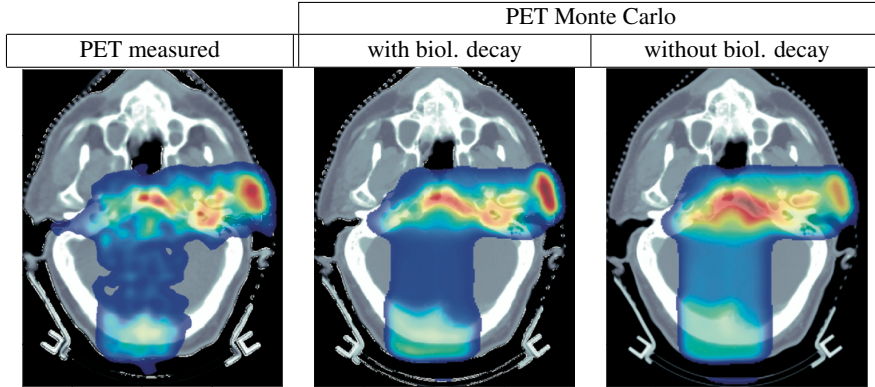 PET Monte Carlo
PET measured
with biol. decay
without biol. decay